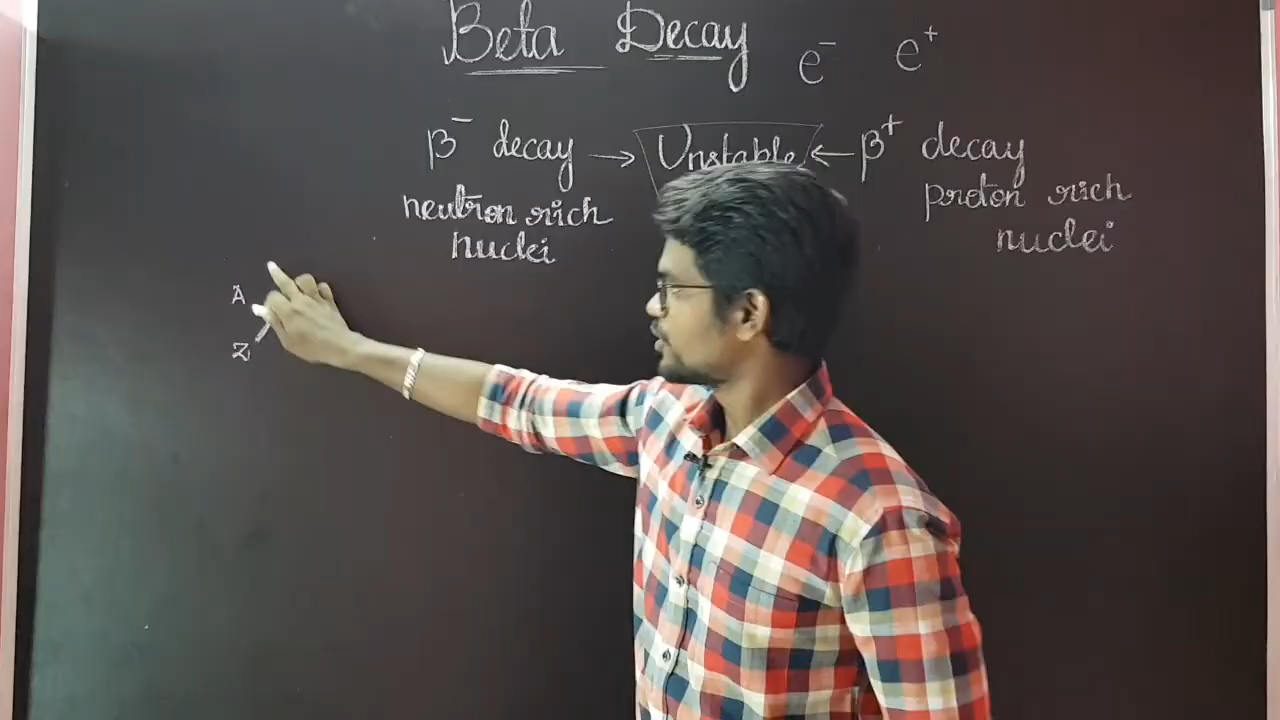 Beta Decay e⁻ e⁺
β⁻ decay → Unstable ← β⁺ decay
neutron rich nuclei
proton rich nuclei
A
Z